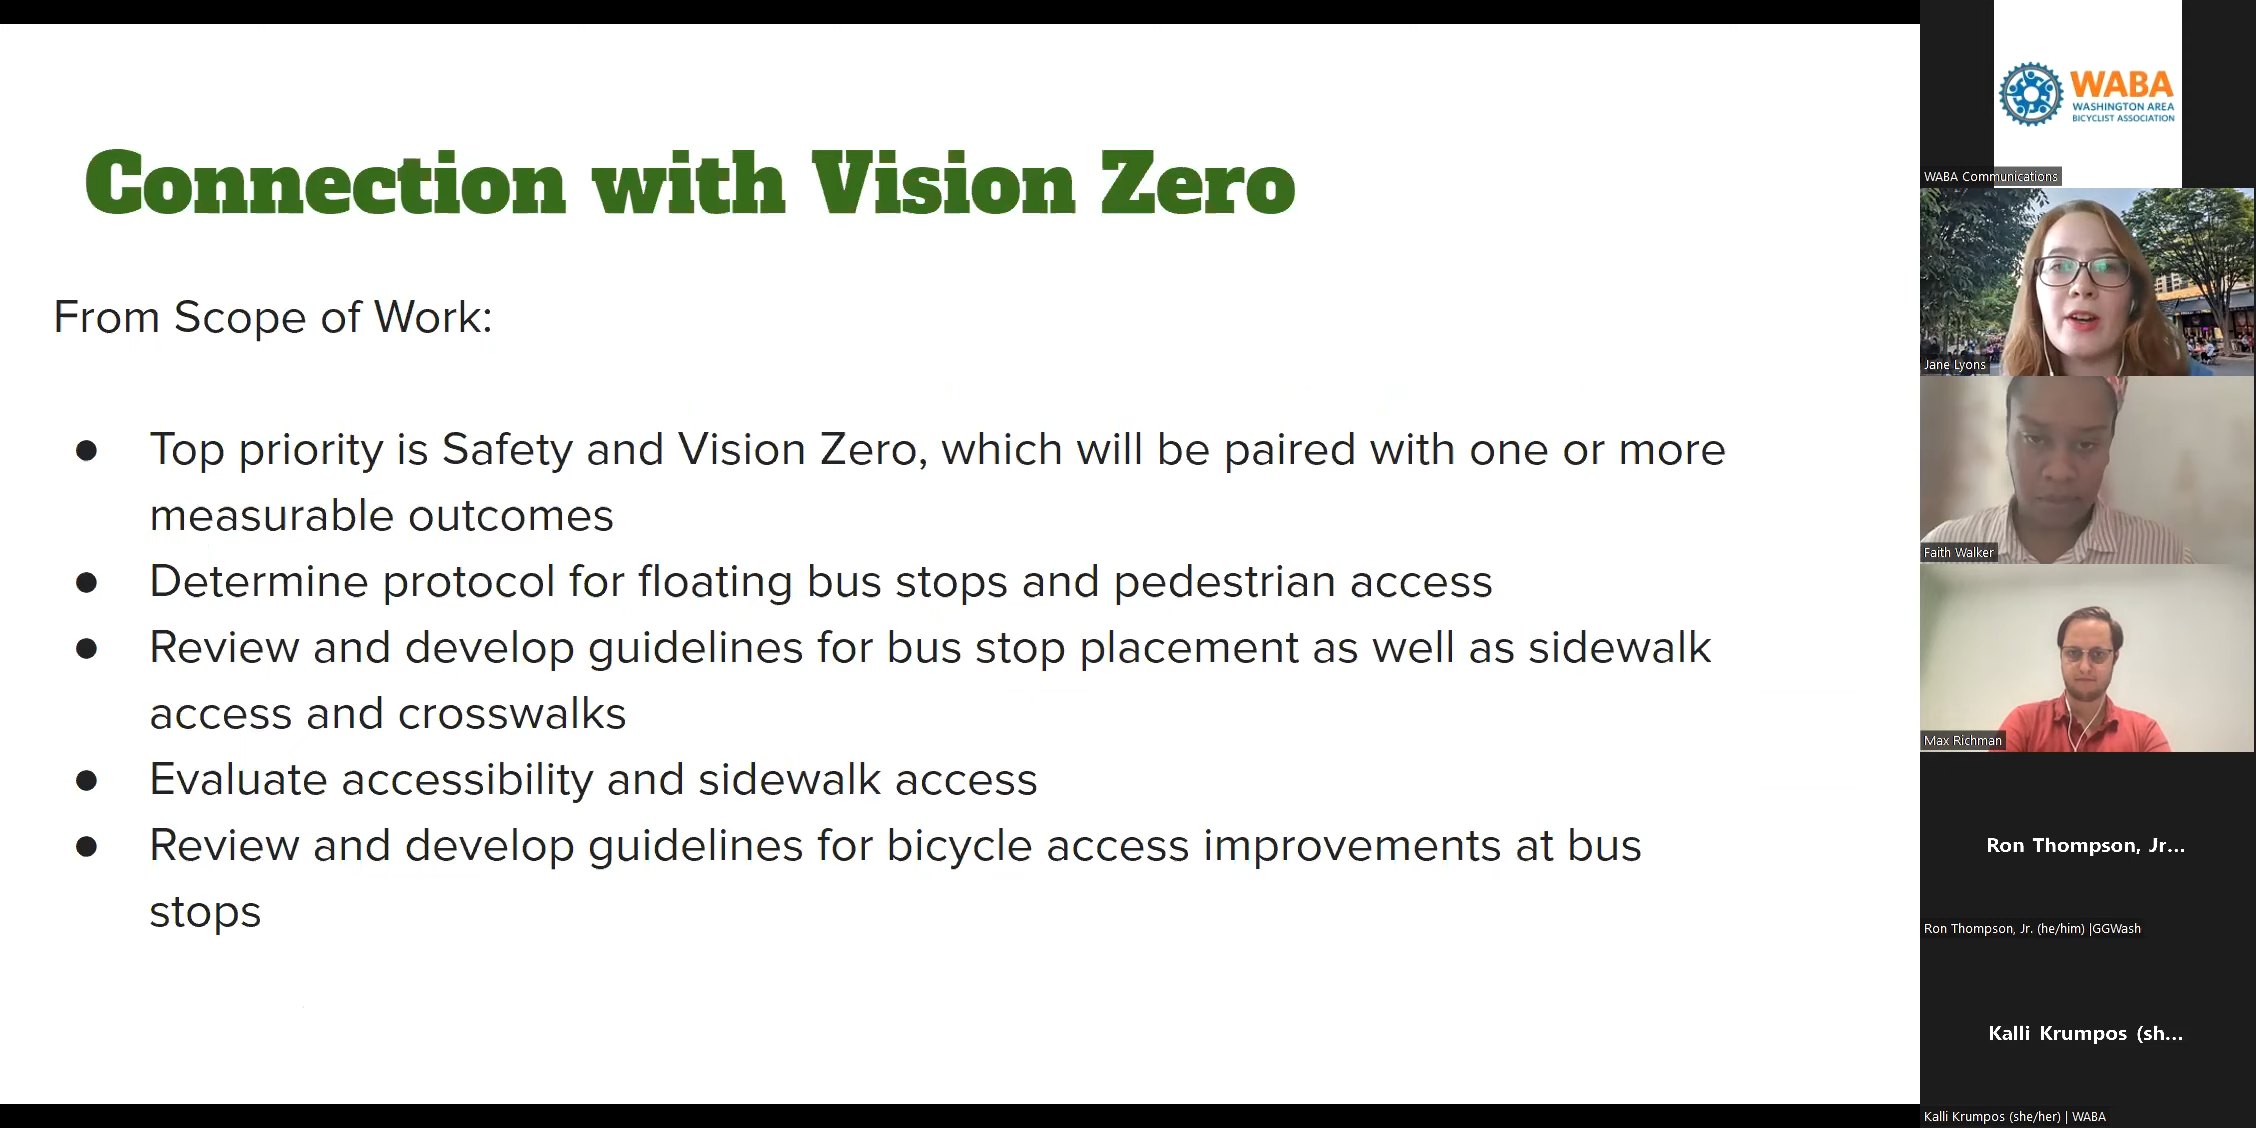 Connection with Vision Zero
From Scope of Work:
● Top priority is Safety and Vision Zero, which will be paired with one or more
measurable outcomes
● Determine protocol for floating bus stops and pedestrian access
● Review and develop guidelines for bus stop placement as well as sidewalk
access and crosswalks
● Evaluate accessibility and sidewalk access
● Review and develop guidelines for bicycle access improvements at bus
stops
WABA
WASHINGTON AREA
BICYCLIST ASSOCIATION
WABA Communications
Jane Lyons
Faith Walker
Max Richman
Ron Thompson, Jr...
Ron Thompson, Jr. (he/him) |GGWash
Kalli Krumpos (sh...
Kalli Krumpos (she/her) | WABA